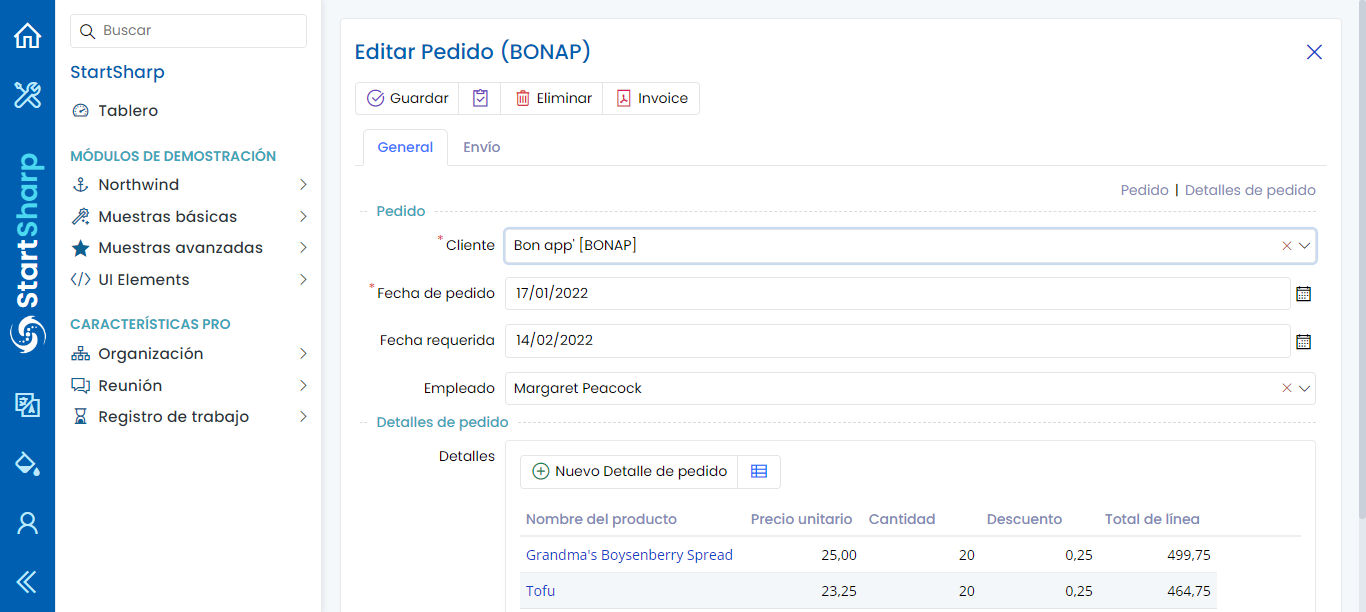 Buscar
StartSharp
Tablero
MÓDULOS DE DEMOSTRACIÓN
Northwind
Muestras básicas
Muestras avanzadas
UI Elements
CARACTERÍSTICAS PRO
Organización
Reunión
Registro de trabajo
StartSharp
Editar Pedido (BONAP)
Guardar Eliminar Invoice
General Envío
Pedido | Detalles de pedido
Pedido
* Cliente Bon app' [BONAP]
* Fecha de pedido 17/01/2022
Fecha requerida 14/02/2022
Empleado Margaret Peacock
Detalles de pedido
Detalles
Nuevo Detalle de pedido
Nombre del producto Precio unitario Cantidad Descuento Total de línea
Grandma's Boysenberry Spread 25,00 20 0,25 499,75
Tofu 23,25 20 0,25 464,75